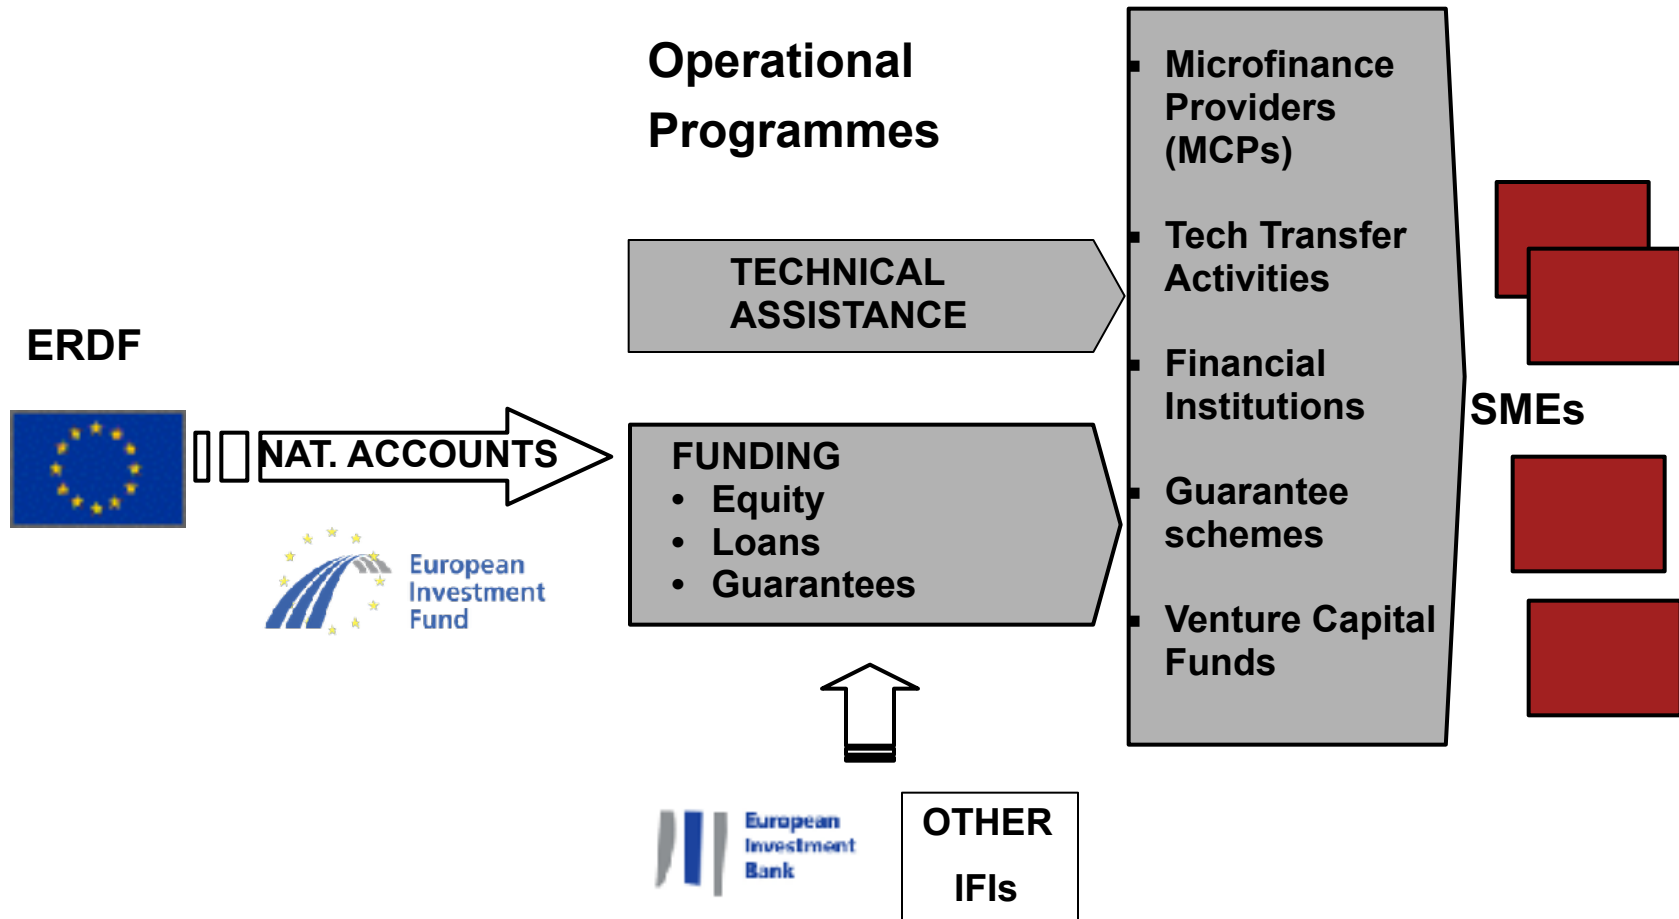 Operational
Programmes
ERDF
NAT. ACCOUNTS
European
Investment
Fund
TECHNICAL
ASSISTANCE
FUNDING
• Equity
• Loans
• Guarantees
European
Investment
Bank
OTHER
IFIs
▪ Microfinance
Providers
(MCPs)
▪ Tech Transfer
Activities
▪ Financial
Institutions
▪ Guarantee
schemes
▪ Venture Capital
Funds
SMEs